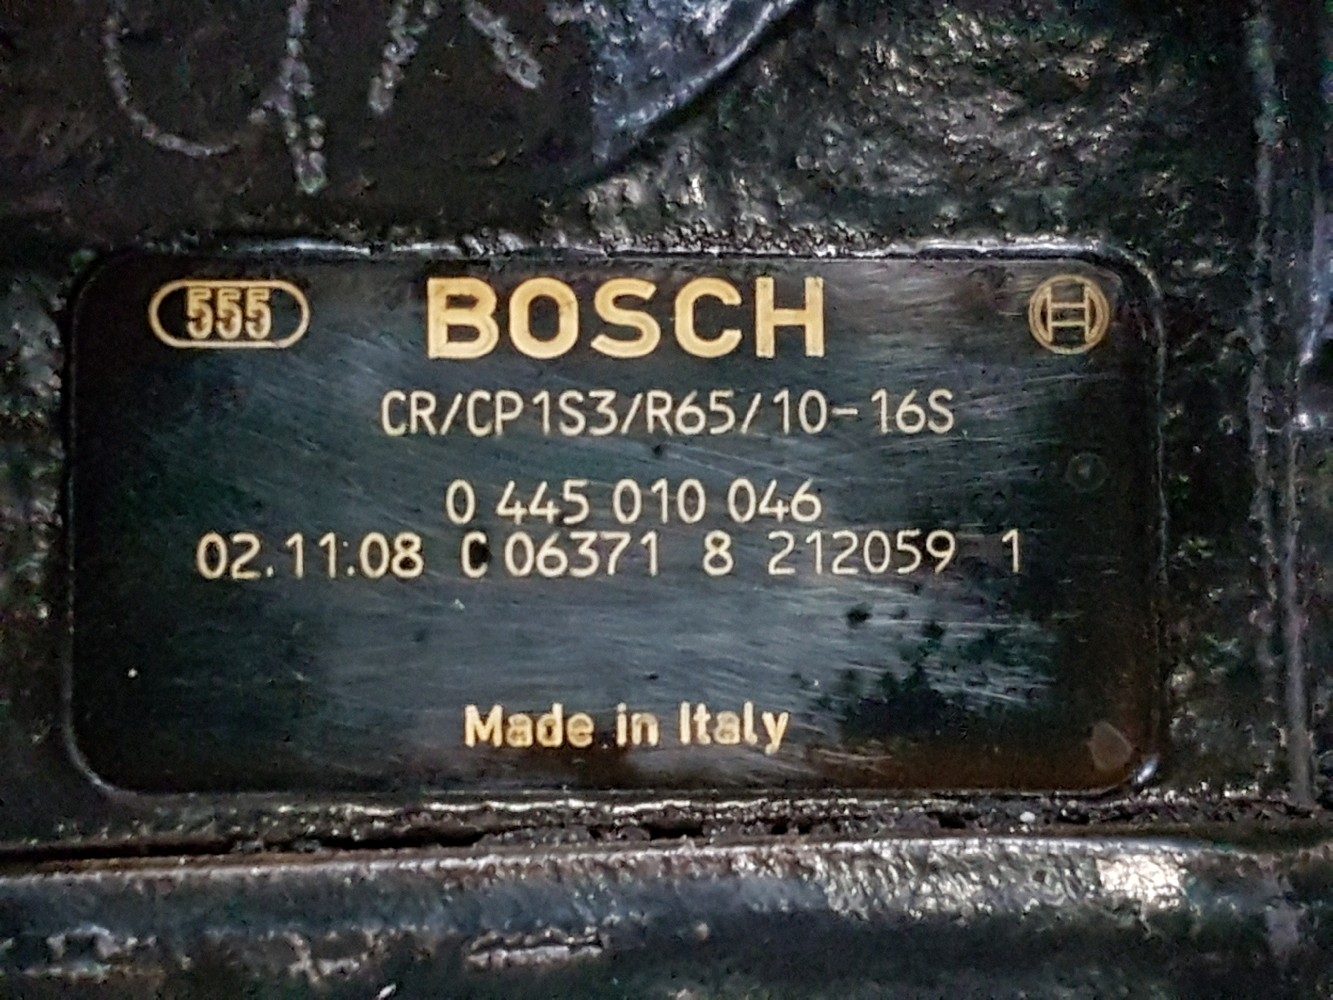 555 BOSCH
CR/CP1S3/R65/10-16S
0 445 010 046
02.11.08 C 06371 8 212059 1
Made in Italy